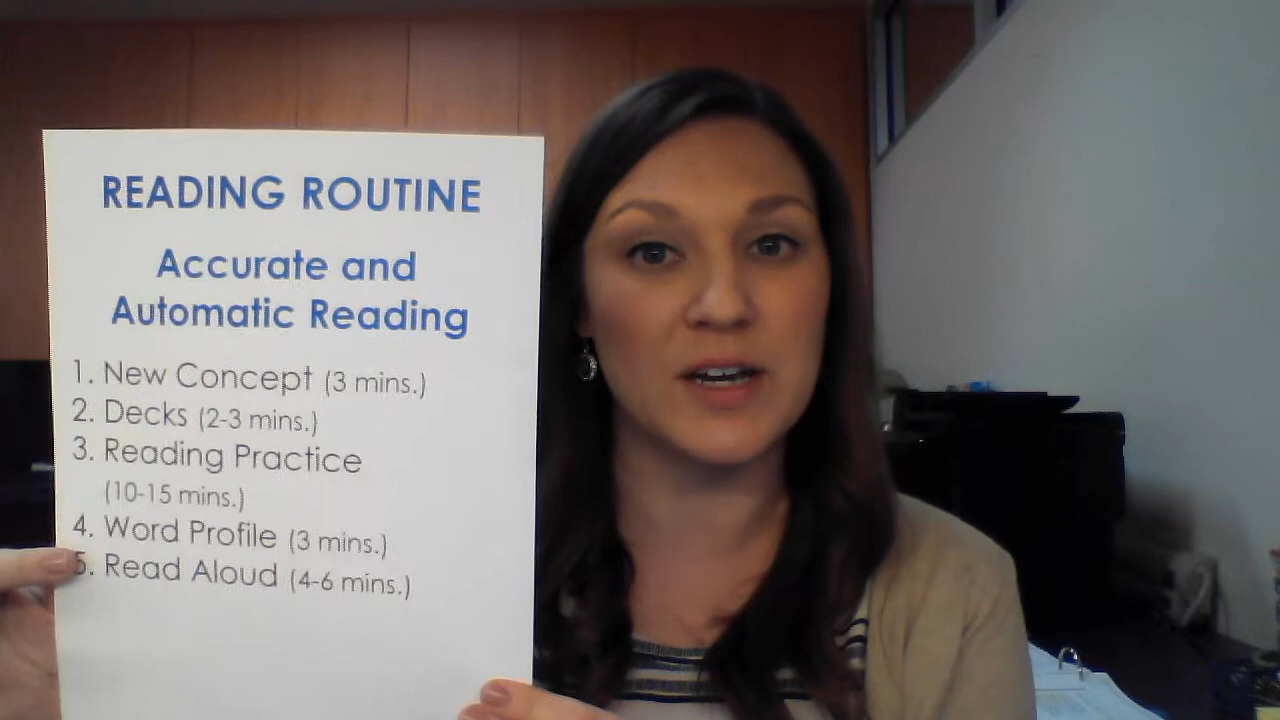 READING ROUTINE
Accurate and
Automatic Reading
1. New Concept (3 mins.)
2. Decks (2-3 mins.)
3. Reading Practice
(10-15 mins.)
4. Word Profile (3 mins.)
5. Read Aloud (4-6 mins.)